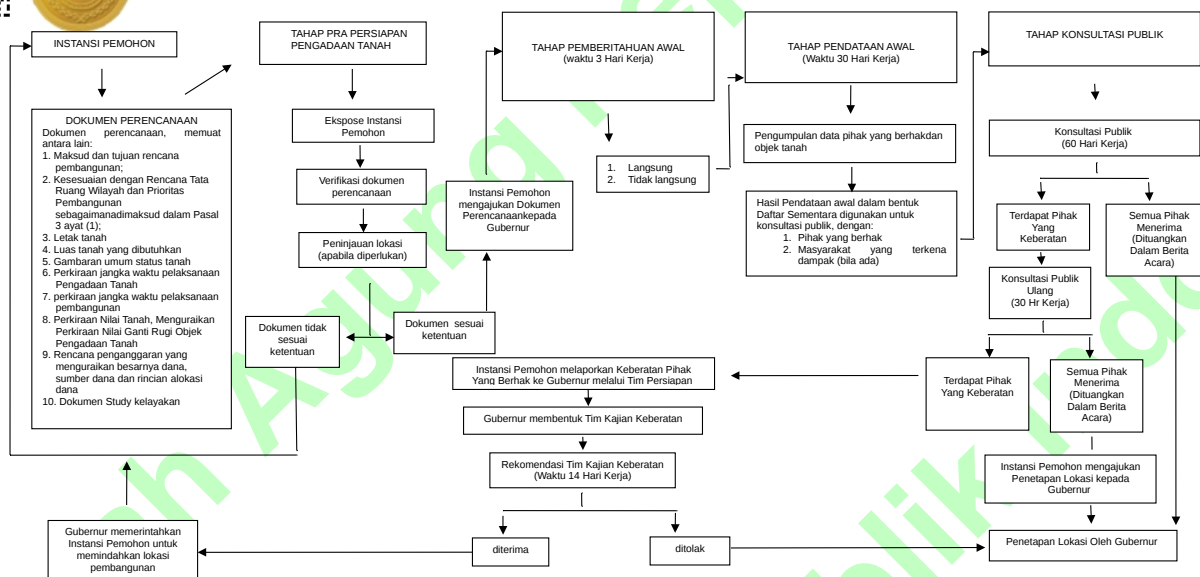 INSTANSI PEMOHON
DOKUMEN PERENCANAAN
Dokumen perencanaan, memuat
antara lain:
1. Maksud dan tujuan rencana
pembangunan;
2. Kesesuaian dengan Rencana Tata
Ruang Wilayah dan Prioritas
Pembangunan
sebagaimanadimaksud dalam Pasal
3 ayat (1);
3. Letak tanah
4. Luas tanah yang dibutuhkan
5. Gambaran umum status tanah
6. Perkiraan jangka waktu pelaksanaan
Pengadaan Tanah
7. perkiraan jangka waktu pelaksanaan
pembangunan
8. Perkiraan Nilai Tanah, Menguraikan
Perkiraan Nilai Ganti Rugi Objek
Pengadaan Tanah
9. Rencana penganggaran yang
menguraikan besarnya dana,
sumber dana dan rincian alokasi
dana
10. Dokumen Study kelayakan
TAHAP PRA PERSIAPAN
PENGADAAN TANAH
Ekspose Instansi
Pemohon
Verifikasi dokumen
perencanaan
Peninjauan lokasi
(apabila diperlukan)
Dokumen tidak
sesuai
ketentuan
Dokumen sesuai
ketentuan
Instansi Pemohon
mengajukan Dokumen
Perencanaankepada
Gubernur
TAHAP PEMBERITAHUAN AWAL
(waktu 3 Hari Kerja)
1. Langsung
2. Tidak langsung
TAHAP PENDATAAN AWAL
(Waktu 30 Hari Kerja)
Pengumpulan data pihak yang berhakdan
objek tanah
Hasil Pendataan awal dalam bentuk
Daftar Sementara digunakan untuk
konsultasi publik, dengan:
1. Pihak yang berhak
2. Masyarakat yang terkena
dampak (bila ada)
TAHAP KONSULTASI PUBLIK
Konsultasi Publik
(60 Hari Kerja)
Terdapat Pihak
Yang
Keberatan
Semua Pihak
Menerima
(Dituangkan
Dalam Berita
Acara)
Konsultasi Publik
Ulang
(30 Hr Kerja)
Terdapat Pihak
Yang Keberatan
Semua Pihak
Menerima
(Dituangkan
Dalam Berita
Acara)
Instansi Pemohon melaporkan Keberatan Pihak
Yang Berhak ke Gubernur melalui Tim Persiapan
Gubernur membentuk Tim Kajian Keberatan
Rekomendasi Tim Kajian Keberatan
(Waktu 14 Hari Kerja)
diterima
ditolak
Instansi Pemohon mengajukan
Penetapan Lokasi kepada
Gubernur
Penetapan Lokasi Oleh Gubernur
Gubernur memerintahkan
Instansi Pemohon untuk
memindahkan lokasi
pembangunan